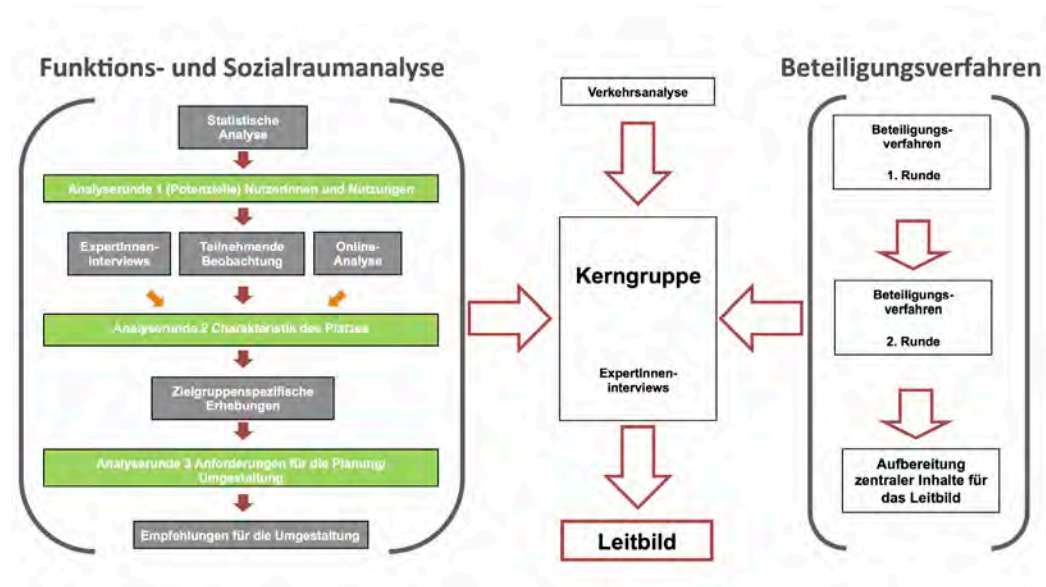 Funktions- und Sozialraumanalyse
Statistische
Analyse
Analyserunde 1 (Potenzielle) NutzerInnen und Nutzungen
ExpertInnen-
interviews
Teilnehmende
Beobachtung
Online-
Analyse
Analyserunde 2 Charakteristik des Platzes
Zielgruppenspezifische
Erhebungen
Analyserunde 3 Anforderungen für die Planung/
Umgestaltung
Empfehlungen für die Umgestaltung
Verkehrsanalyse
Kerngruppe
ExpertInnen-
interviews
Leitbild
Beteiligungsverfahren
Beteiligungs-
verfahren
1. Runde
Beteiligungs-
verfahren
2. Runde
Aufbereitung
zentraler Inhalte für
das Leitbild